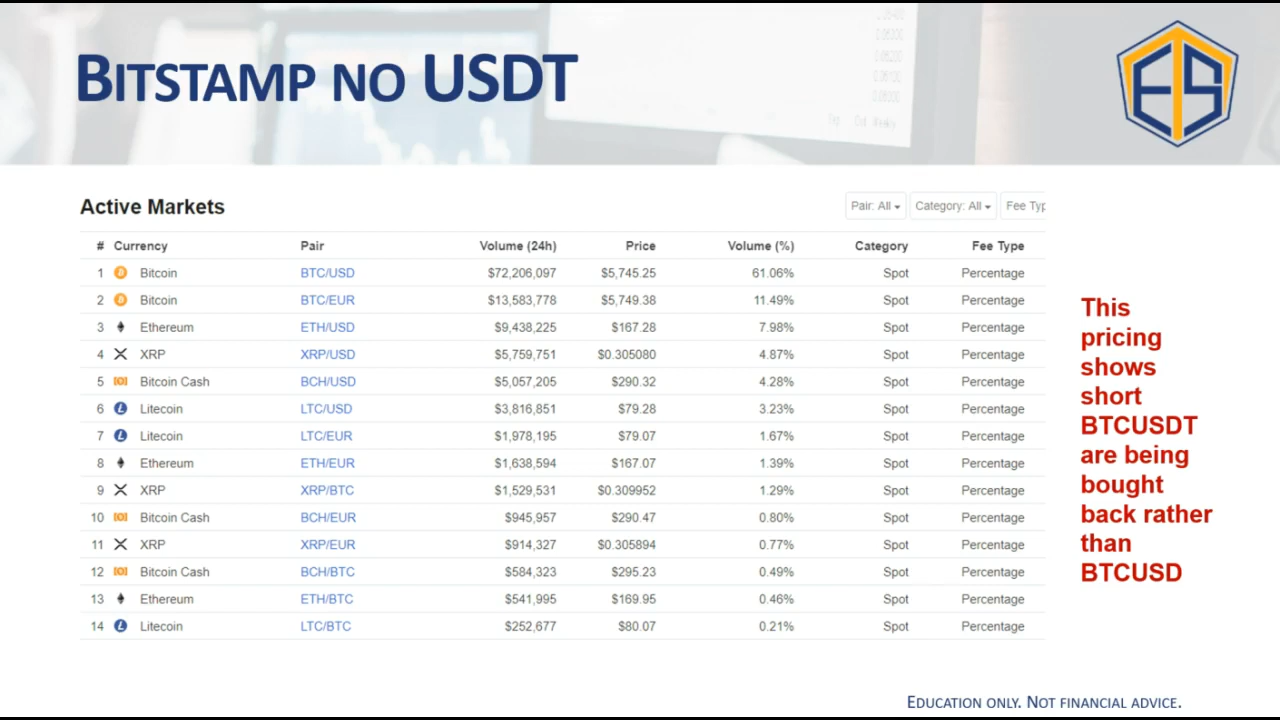 BITSTAMP NO USDT
Active Markets
Pair: All Category: All Fee Typ
# Currency Pair Volume (24h) Price Volume (%) Category Fee Type
1 Bitcoin BTC/USD $72,206,097 $5,745.25 61.06% Spot Percentage
2 Bitcoin BTC/EUR $13,583,778 $5,749.38 11.49% Spot Percentage
3 Ethereum ETH/USD $9,438,225 $167.28 7.98% Spot Percentage
4 XRP XRP/USD $5,759,751 $0.305080 4.87% Spot Percentage
5 Bitcoin Cash BCH/USD $5,057,205 $290.32 4.28% Spot Percentage
6 Litecoin LTC/USD $3,816,851 $79.28 3.23% Spot Percentage
7 Litecoin LTC/EUR $1,978,195 $79.07 1.67% Spot Percentage
8 Ethereum ETH/EUR $1,638,594 $167.07 1.39% Spot Percentage
9 XRP XRP/BTC $1,529,531 $0.309952 1.29% Spot Percentage
10 Bitcoin Cash BCH/EUR $945,957 $290.47 0.80% Spot Percentage
11 XRP XRP/EUR $914,327 $0.305894 0.77% Spot Percentage
12 Bitcoin Cash BCH/BTC $584,323 $295.23 0.49% Spot Percentage
13 Ethereum ETH/BTC $541,995 $169.95 0.46% Spot Percentage
14 Litecoin LTC/BTC $252,677 $80.07 0.21% Spot Percentage
This
pricing
shows
short
BTCUSDT
are being
bought
back rather
than
BTCUSD
EDUCATION ONLY. NOT FINANCIAL ADVICE.